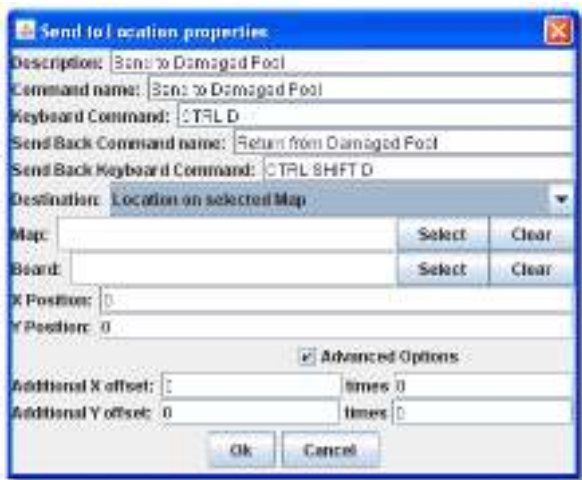 Send to Location properties
Description: Send to Damaged Pool
Command name: Send to Damaged Pool
Keyboard Command: CTRL D
Send Back Command name: Return from Damaged Pool
Send Back Keyboard Command: CTRL SHIFT D
Destination: Location on selected Map
Map: Select Clear
Board: Select Clear
X Position: 0
Y Position: 0
Advanced Options
Additional X offset: 0 times 0
Additional Y offset: 0 times 0
Ok Cancel